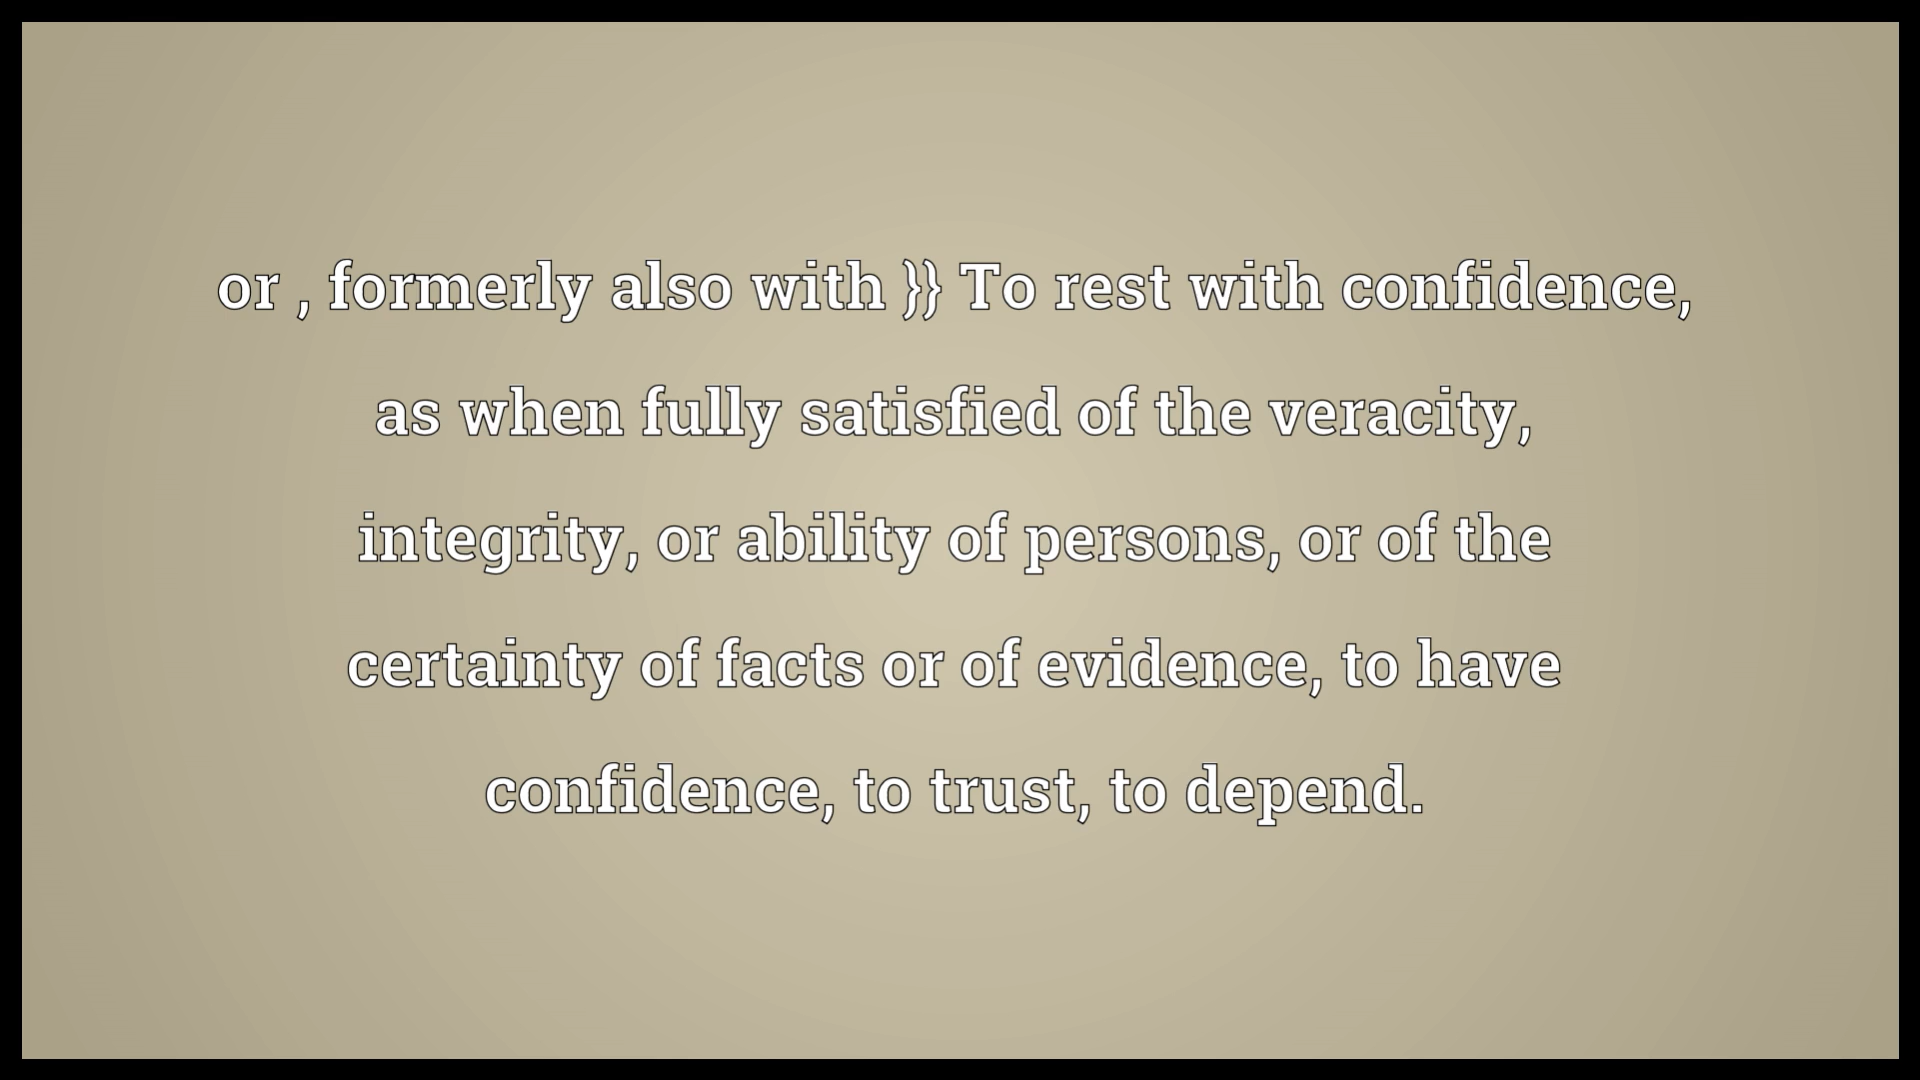 or , formerly also with }} To rest with confidence,
as when fully satisfied of the veracity,
integrity, or ability of persons, or of the
certainty of facts or of evidence, to have
confidence, to trust, to depend.